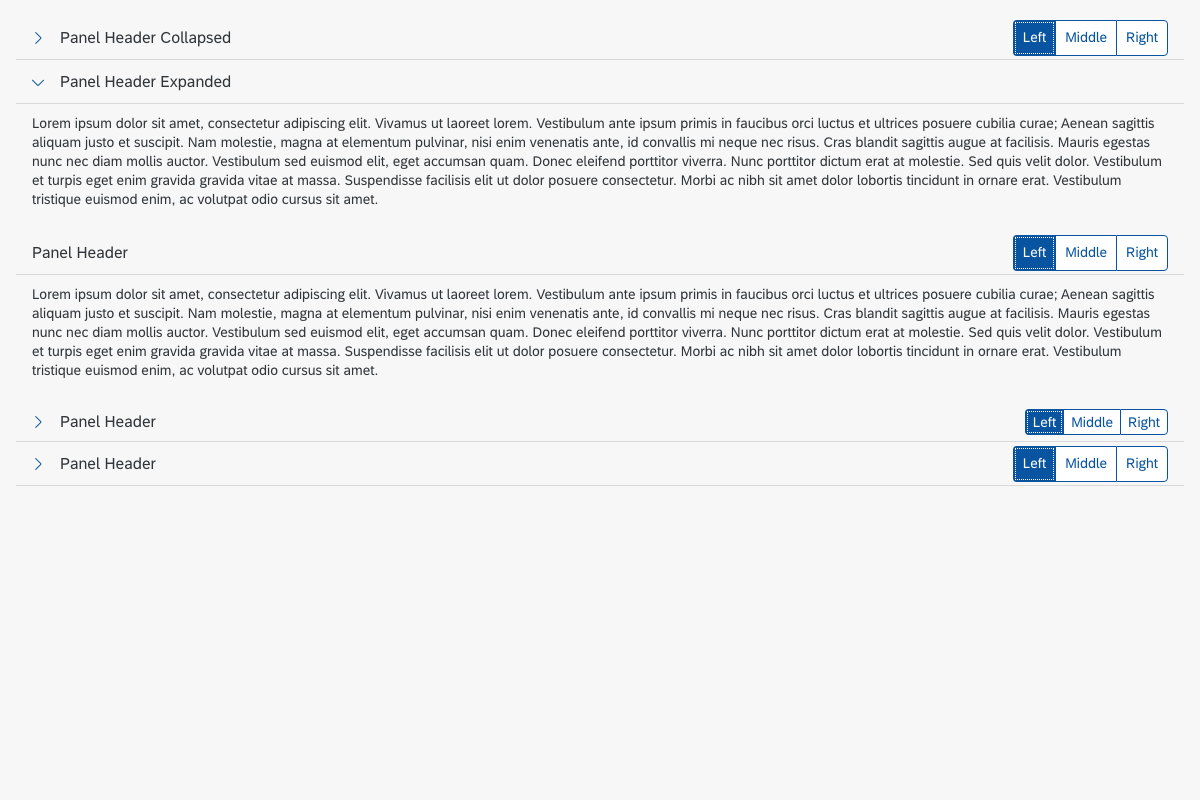 Panel Header Collapsed Left Middle Right
Panel Header Expanded
Lorem ipsum dolor sit amet, consectetur adipiscing elit. Vivamus ut laoreet lorem. Vestibulum ante ipsum primis in faucibus orci luctus et ultrices posuere cubilia curae; Aenean sagittis
aliquam justo et suscipit. Nam molestie, magna at elementum pulvinar, nisi enim venenatis ante, id convallis mi neque nec risus. Cras blandit sagittis augue at facilisis. Mauris egestas
nunc nec diam mollis auctor. Vestibulum sed euismod elit, eget accumsan quam. Donec eleifend porttitor viverra. Nunc porttitor dictum erat at molestie. Sed quis velit dolor. Vestibulum
et turpis eget enim gravida gravida vitae at massa. Suspendisse facilisis elit ut dolor posuere consectetur. Morbi ac nibh sit amet dolor lobortis tincidunt in ornare erat. Vestibulum
tristique euismod enim, ac volutpat odio cursus sit amet.
Panel Header Left Middle Right
Lorem ipsum dolor sit amet, consectetur adipiscing elit. Vivamus ut laoreet lorem. Vestibulum ante ipsum primis in faucibus orci luctus et ultrices posuere cubilia curae; Aenean sagittis
aliquam justo et suscipit. Nam molestie, magna at elementum pulvinar, nisi enim venenatis ante, id convallis mi neque nec risus. Cras blandit sagittis augue at facilisis. Mauris egestas
nunc nec diam mollis auctor. Vestibulum sed euismod elit, eget accumsan quam. Donec eleifend porttitor viverra. Nunc porttitor dictum erat at molestie. Sed quis velit dolor. Vestibulum
et turpis eget enim gravida gravida vitae at massa. Suspendisse facilisis elit ut dolor posuere consectetur. Morbi ac nibh sit amet dolor lobortis tincidunt in ornare erat. Vestibulum
tristique euismod enim, ac volutpat odio cursus sit amet.
Panel Header Left Middle Right
Panel Header Left Middle Right